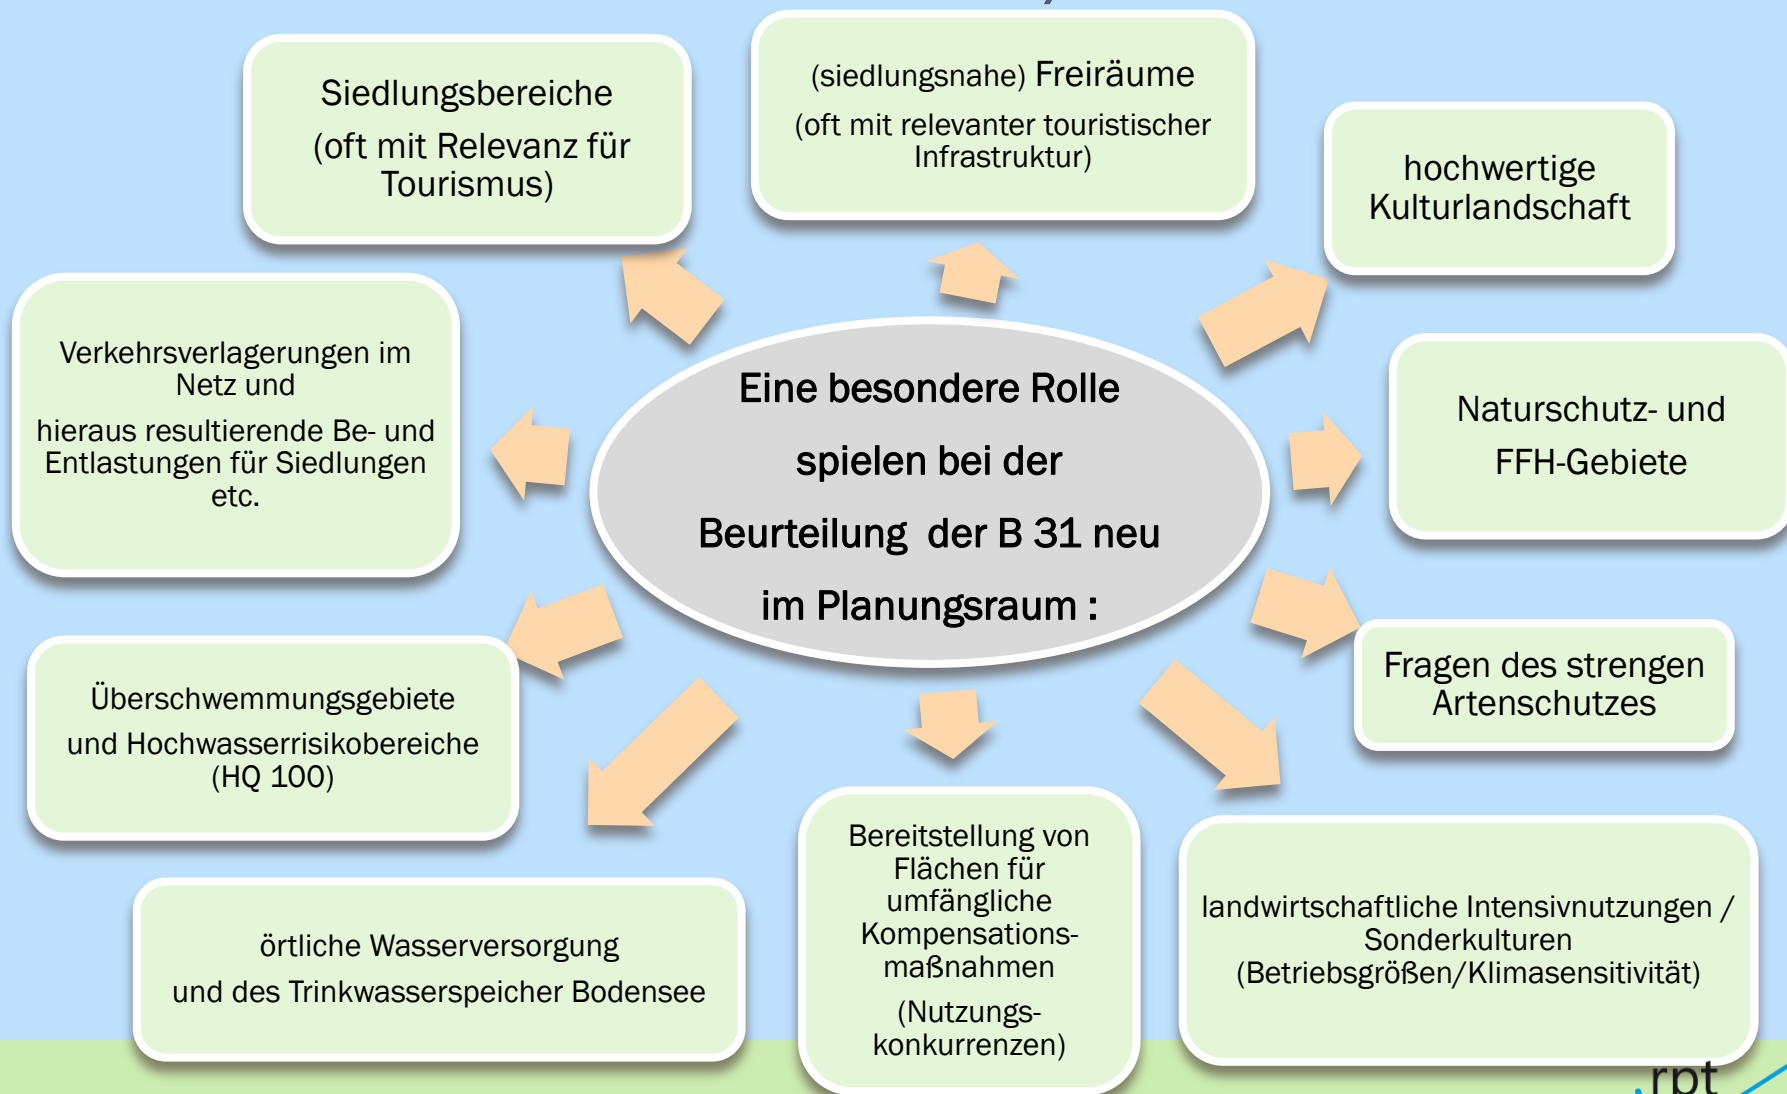 Siedlungsbereiche
(oft mit Relevanz für
Tourismus)
(siedlungsnahe) Freiräume
(oft mit relevanter touristischer
Infrastruktur)
hochwertige
Kulturlandschaft
Verkehrsverlagerungen im
Netz und
hieraus resultierende Be- und
Entlastungen für Siedlungen
etc.
Eine besondere Rolle
spielen bei der
Beurteilung der B 31 neu
im Planungsraum :
Naturschutz- und
FFH-Gebiete
Überschwemmungsgebiete
und Hochwasserrisikobereiche
(HQ 100)
Fragen des strengen
Artenschutzes
örtliche Wasserversorgung
und des Trinkwasserspeicher Bodensee
Bereitstellung von
Flächen für
umfängliche
Kompensations-
maßnahmen
(Nutzungs-
konkurrenzen)
landwirtschaftliche Intensivnutzungen /
Sonderkulturen
(Betriebsgrößen/Klimasensitivität)
.rpt